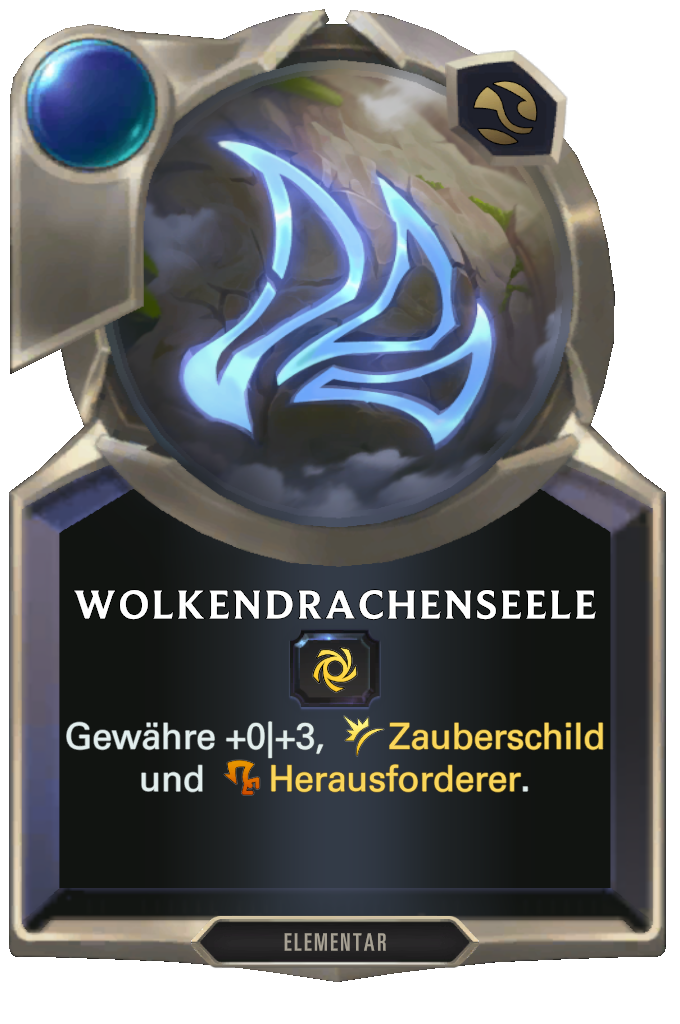 WOLKENDRACHENSEELE
Gewähre +0|+3, Zauberschild
und Herausforderer.
ELEMENTAR